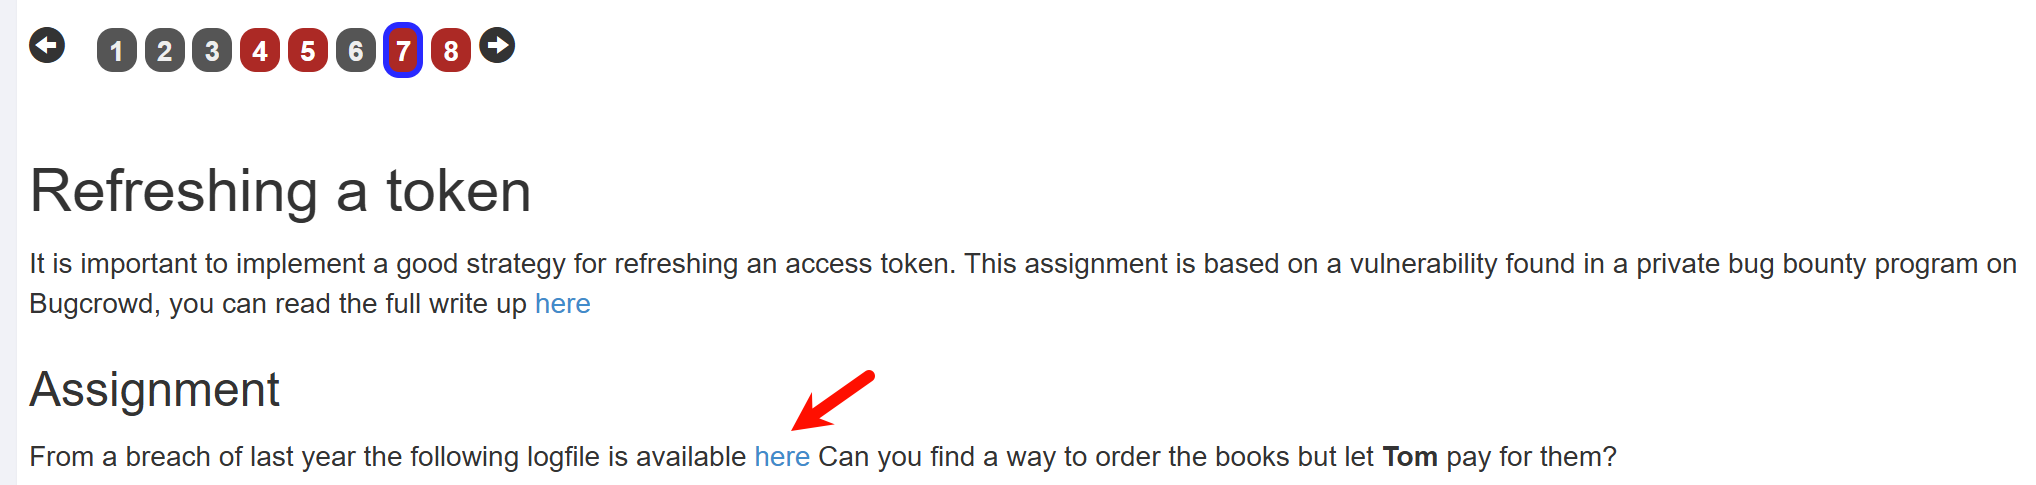 1 2 3 4 5 6 7 8
Refreshing a token
It is important to implement a good strategy for refreshing an access token. This assignment is based on a vulnerability found in a private bug bounty program on
Bugcrowd, you can read the full write up here
Assignment
From a breach of last year the following logfile is available here Can you find a way to order the books but let Tom pay for them?